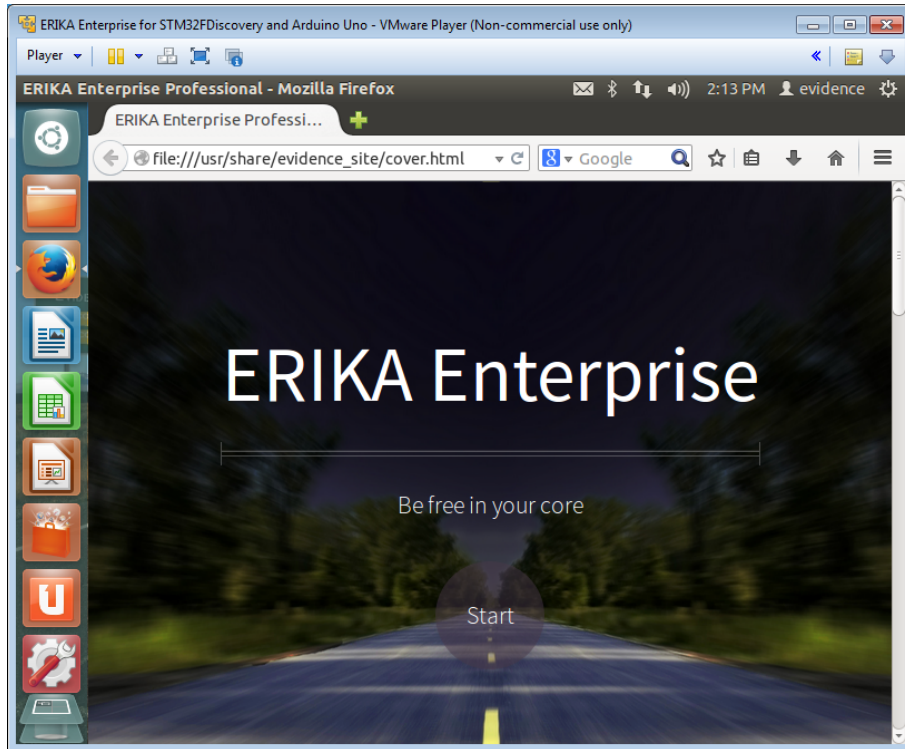 ERIKA Enterprise for STM32FDiscovery and Arduino Uno - VMware Player (Non-commercial use only)
Player
ERIKA Enterprise Professional - Mozilla Firefox
2:13 PM
evidence
ERIKA Enterprise Professi...
file:///usr/share/evidence_site/cover.html
8
Google
ERIKA Enterprise
Be free in your core
Start